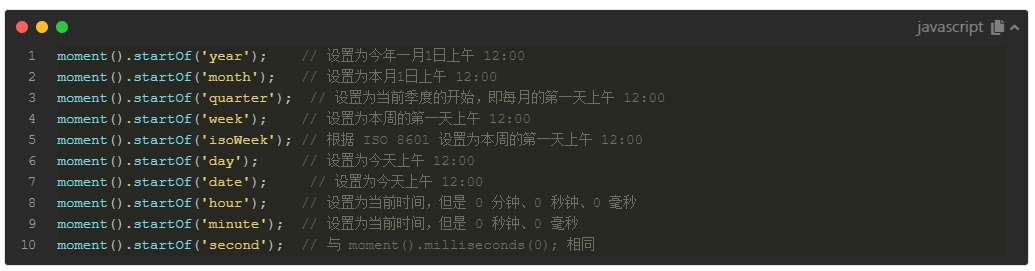 javascript
1 moment().startOf('year');    // 设置为今年一月1日上午 12:00
2 moment().startOf('month');   // 设置为本月1日上午 12:00
3 moment().startOf('quarter');  // 设置为当前季度的开始，即每月的第一天上午 12:00
4 moment().startOf('week');    // 设置为本周的第一天上午 12:00
5 moment().startOf('isoWeek'); // 根据 ISO 8601 设置为本周的第一天上午 12:00
6 moment().startOf('day');     // 设置为今天上午 12:00
7 moment().startOf('date');     // 设置为今天上午 12:00
8 moment().startOf('hour');    // 设置为当前时间，但是 0 分钟、0 秒钟、0 毫秒
9 moment().startOf('minute');  // 设置为当前时间，但是 0 秒钟、0 毫秒
10 moment().startOf('second');  // 与 moment().milliseconds(0); 相同